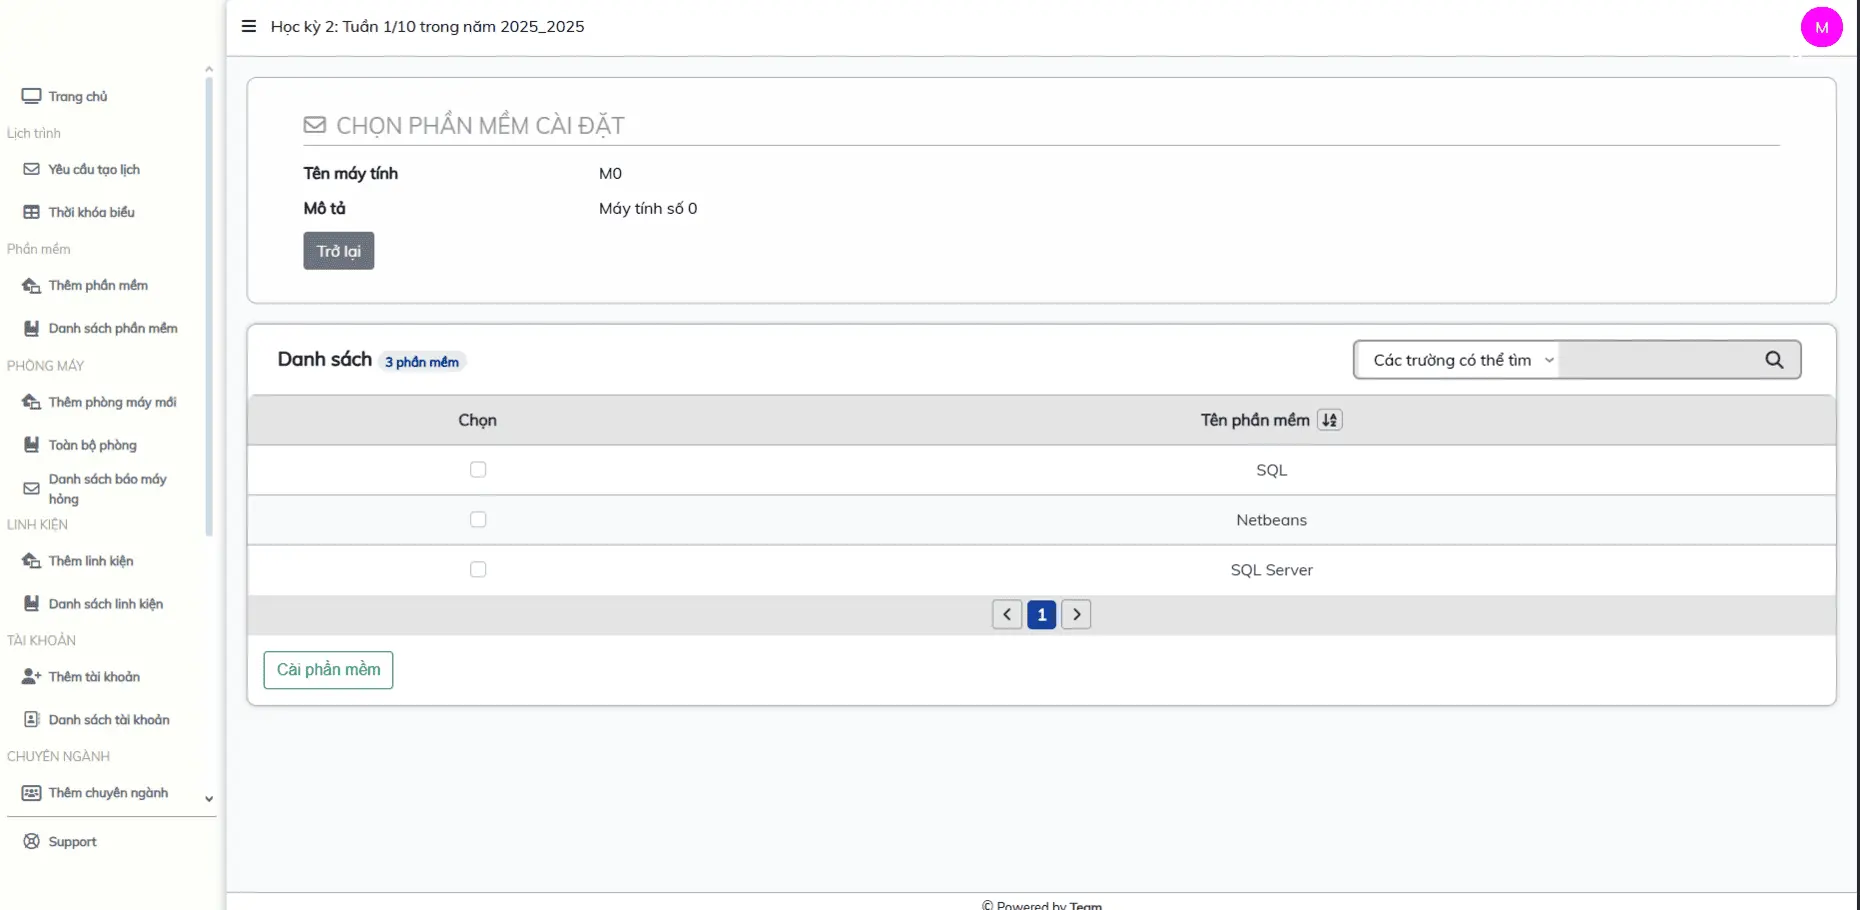 Học kỳ 2: Tuần 1/10 trong năm 2025_2025
M
Trang chủ
Lịch trình
Yêu cầu tạo lịch
Thời khóa biểu
Phần mềm
Thêm phần mềm
Danh sách phần mềm
PHÒNG MÁY
Thêm phòng máy mới
Toàn bộ phòng
Danh sách báo máy
hỏng
LINH KIỆN
Thêm linh kiện
Danh sách linh kiện
TÀI KHOẢN
Thêm tài khoản
Danh sách tài khoản
CHUYÊN NGÀNH
Thêm chuyên ngành
Support
CHỌN PHẦN MỀM CÀI ĐẶT
Tên máy tính M0
Mô tả Máy tính số 0
Trở lại
Danh sách 3 phần mềm
Các trường có thể tìm
Chọn Tên phần mềm
SQL
Netbeans
SQL Server
1
Cài phần mềm
© Powered by Team